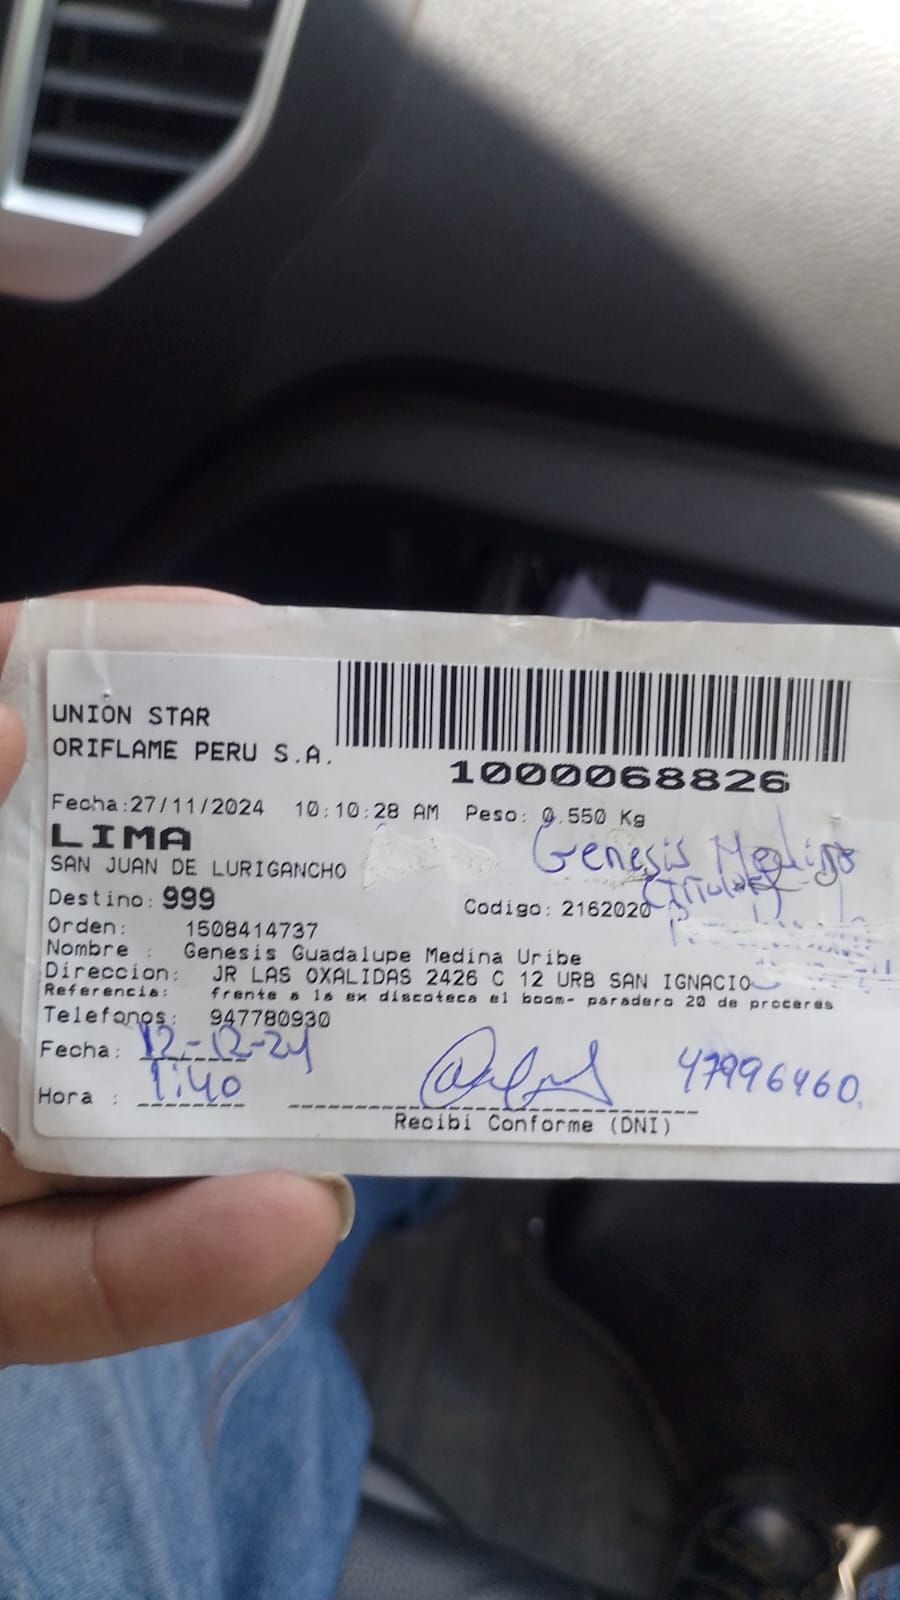 UNION STAR
ORIFLAME PERU S.A.
1000068826
Fecha:27/11/2024 10:10:28 AM Peso: 0.550 Kg
LIMA
Genesis Medina
SAN JUAN DE LURIGANCHO
(Titular)
Destino: 999
Codigo: 2162020
Orden: 1508414737
Nombre : Genesis Guadalupe Medina Uribe
Direccion: JR LAS OXALIDAS 2426 C 12 URB SAN IGNACIO
Referencia: frente a la ex discoteca el boom- paradero 20 de proceres
Telefonos: 947780930
Fecha: 12-12-24
47996460.
Hora : 1:40
Recibi Conforme (DNI)